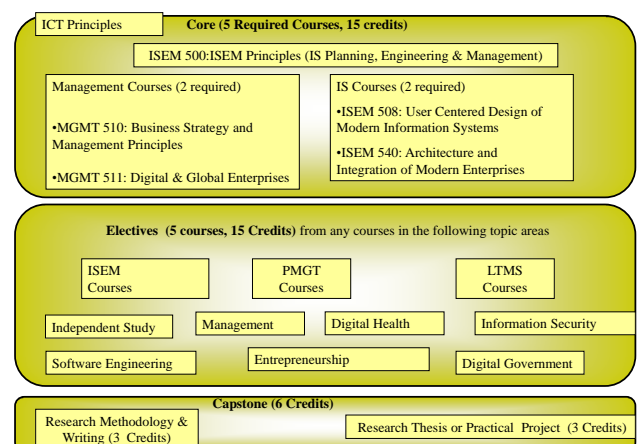 ICT Principles
Core (5 Required Courses, 15 credits)
ISEM 500:ISEM Principles (IS Planning, Engineering & Management)
Management Courses (2 required)
•MGMT 510: Business Strategy and
Management Principles
•MGMT 511: Digital & Global Enterprises
IS Courses (2 required)
•ISEM 508: User Centered Design of
Modern Information Systems
•ISEM 540: Architecture and
Integration of Modern Enterprises
Electives (5 courses, 15 Credits) from any courses in the following topic areas
ISEM
Courses
PMGT
Courses
LTMS
Courses
Independent Study
Management
Digital Health
Information Security
Software Engineering
Entrepreneurship
Digital Government
Capstone (6 Credits)
Research Methodology &
Writing (3 Credits)
Research Thesis or Practical Project (3 Credits)